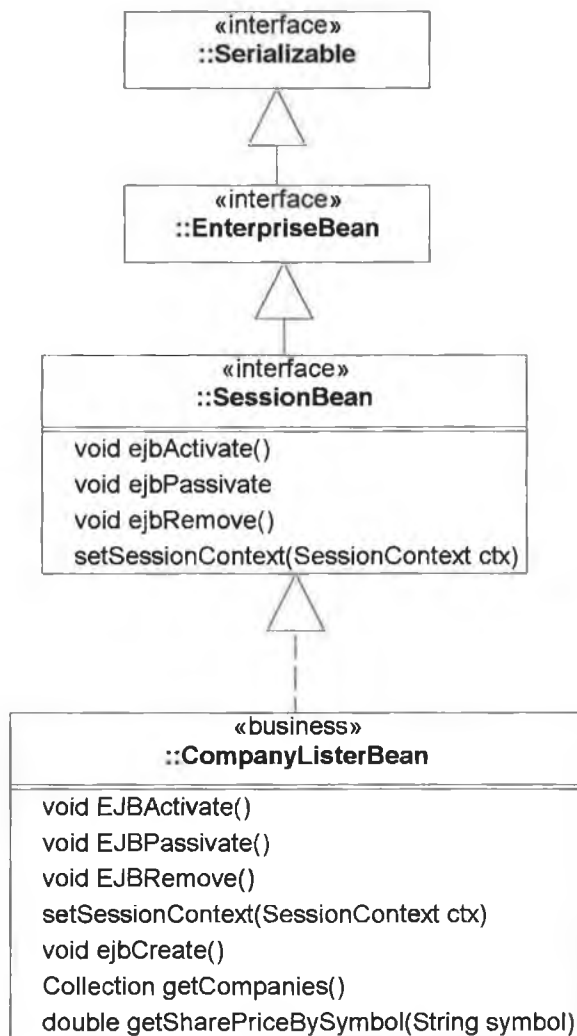 «interface»
::Serializable
«interface»
::EnterpriseBean
«interface»
::SessionBean
void ejbActivate()
void ejbPassivate
void ejbRemove()
setSessionContext(SessionContext ctx)
«business»
::CompanyListerBean
void EJBActivate()
void EJBPassivate()
void EJBRemove()
setSessionContext(SessionContext ctx)
void ejbCreate()
Collection getCompanies()
double getSharePriceBySymbol(String symbol)